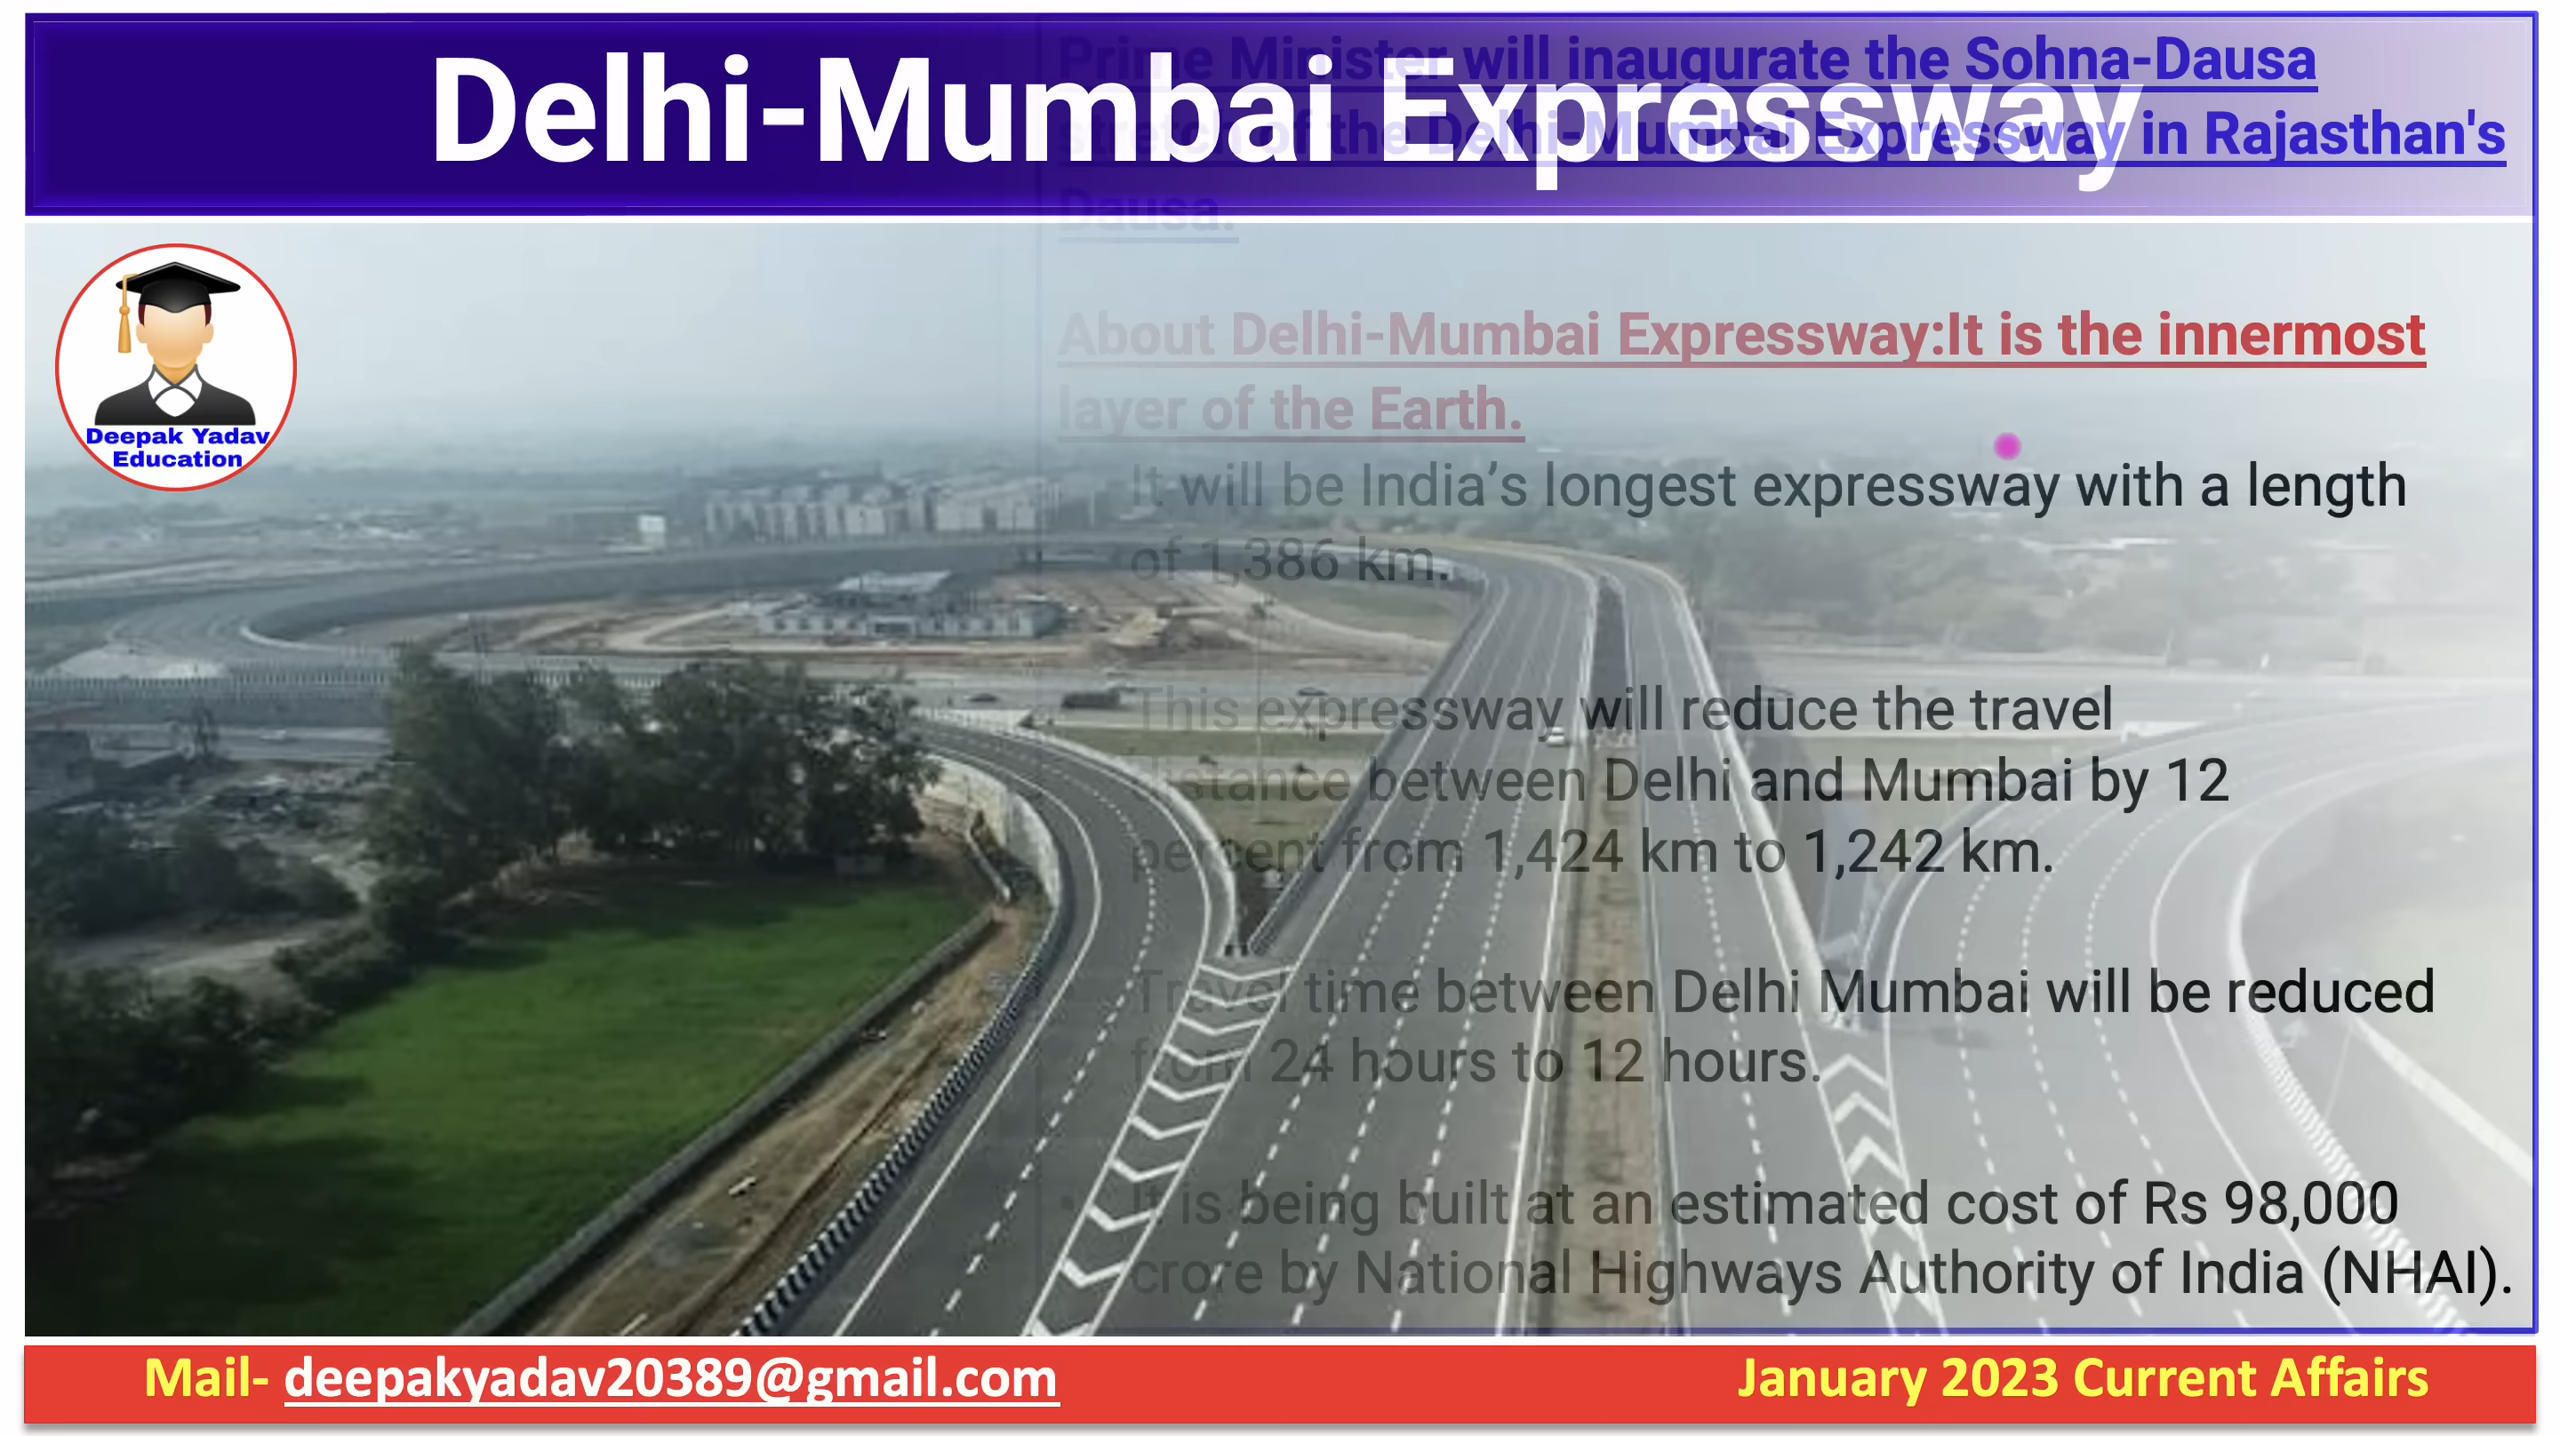 Delhi-Mumbai Expressway
Prime Minister will inaugurate the Sohna-Dausa
stretch of the Delhi-Mumbai Expressway in Rajasthan's
Dausa.
Deepak Yadav
Education
About Delhi-Mumbai Expressway:It is the innermost
layer of the Earth.
It will be India’s longest expressway with a length
of 1,386 km.
This expressway will reduce the travel
distance between Delhi and Mumbai by 12
percent from 1,424 km to 1,242 km.
Travel time between Delhi Mumbai will be reduced
from 24 hours to 12 hours.
• It is being built at an estimated cost of Rs 98,000
crore by National Highways Authority of India (NHAI).
Mail- deepakyadav20389@gmail.com
January 2023 Current Affairs